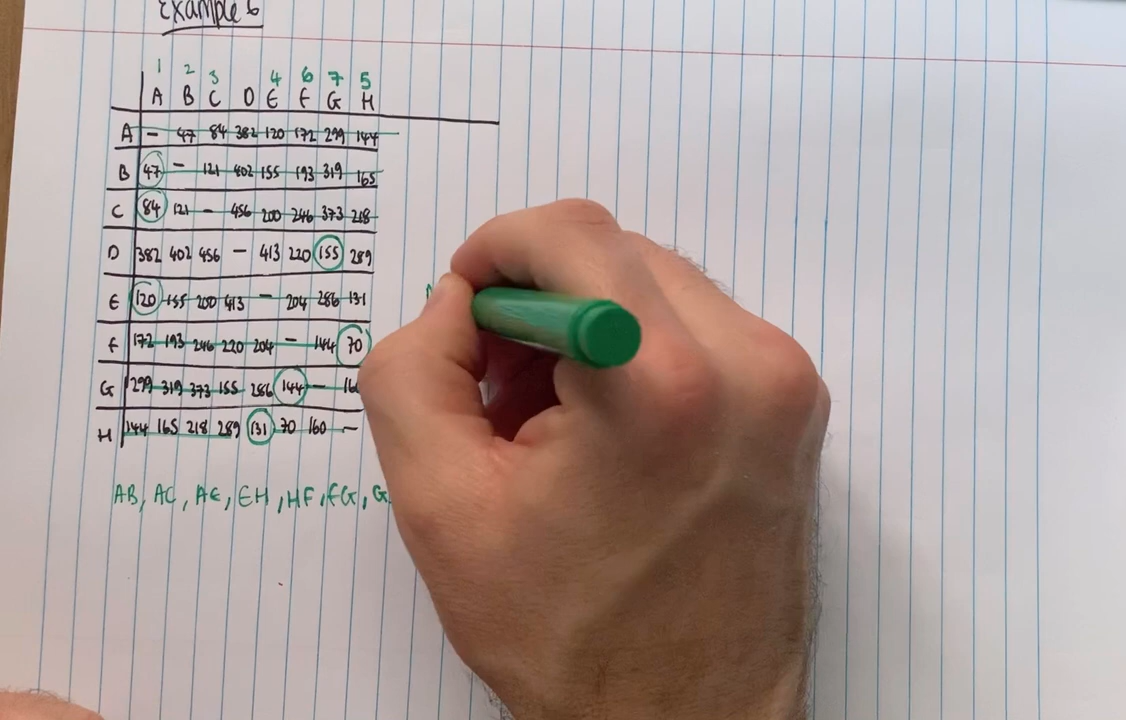 Example 6
1 2 3 4 6 7 5
A B C D E F G H
A - 47 84 382 120 172 299 144
B 47 - 121 402 155 193 319 165
C 84 121 - 456 200 246 373 218
D 382 402 456 - 413 220 155 289
E 120 155 200 413 - 204 286 131
F 172 193 246 220 204 - 144 70
G 299 319 373 155 286 144 -
H 144 165 218 289 131 70 160 -
AB, AC, AE, EH, HF, FG, G